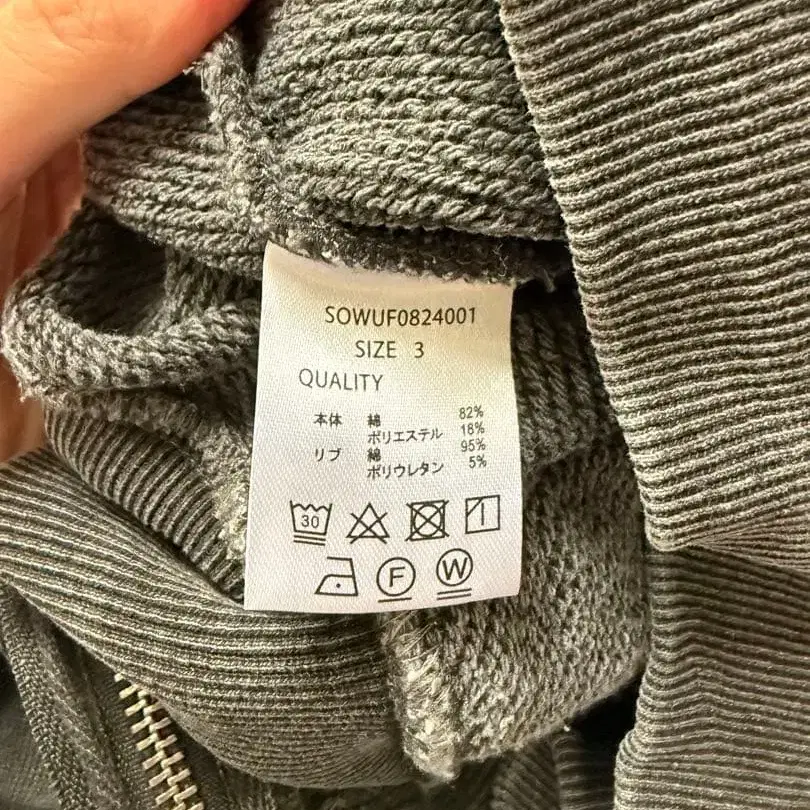 SOWUF0824001
SIZE 3
QUALITY
本体 綿 82%
ポリエステル 18%
リブ 綿 95%
ポリウレタン 5%
30
F W